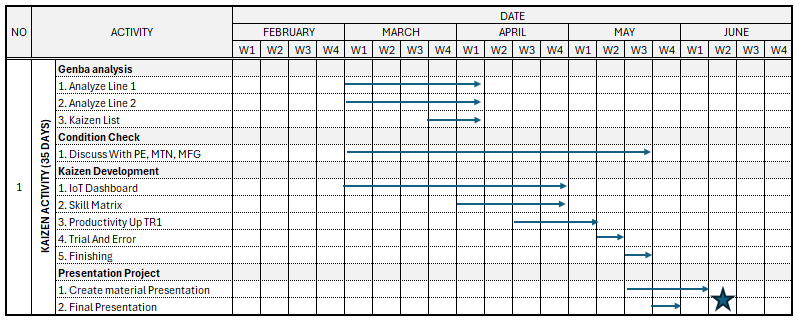 NO ACTIVITY DATE
FEBRUARY MARCH APRIL MAY JUNE
W1 W2 W3 W4 W1 W2 W3 W4 W1 W2 W3 W4 W1 W2 W3 W4 W1 W2 W3 W4
1
KAIZEN ACTIVITY (35 DAYS)
Genba analysis
1. Analyze Line 1
2. Analyze Line 2
3. Kaizen List
Condition Check
1. Discuss With PE, MTN, MFG
Kaizen Development
1. IoT Dashboard
2. Skill Matrix
3. Productivity Up TR1
4. Trial And Error
5. Finishing
Presentation Project
1. Create material Presentation
2. Final Presentation